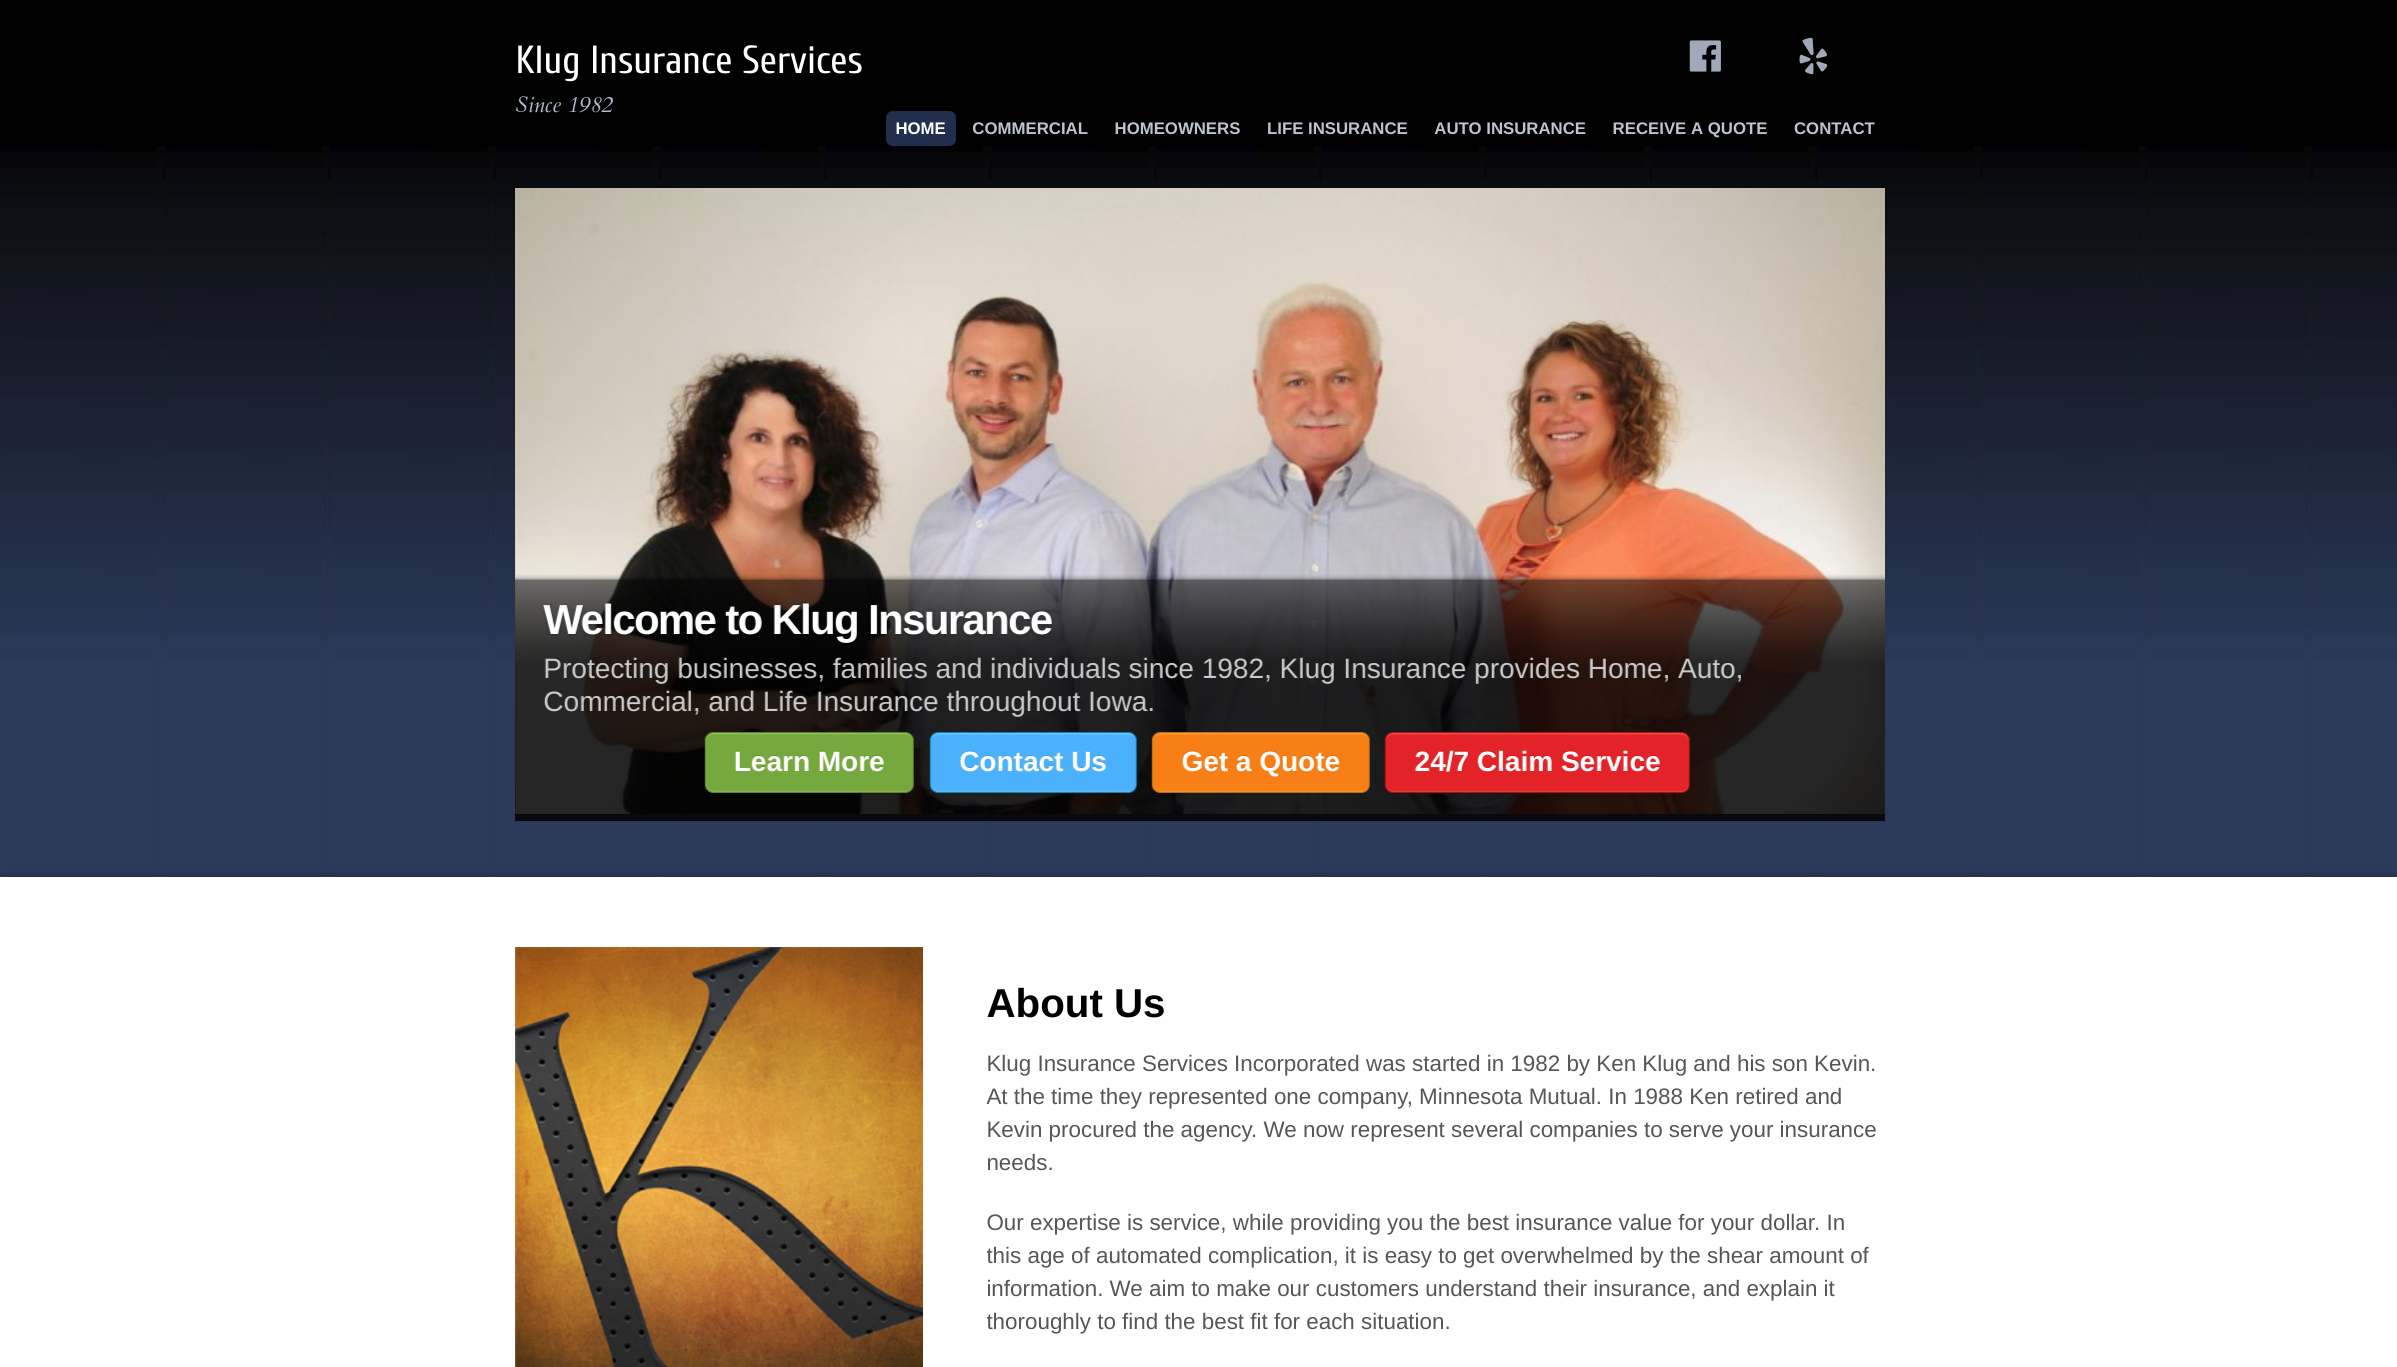 Klug Insurance Services
Since 1982
HOME COMMERCIAL HOMEOWNERS LIFE INSURANCE AUTO INSURANCE RECEIVE A QUOTE CONTACT
Welcome to Klug Insurance
Protecting businesses, families and individuals since 1982, Klug Insurance provides Home, Auto,
Commercial, and Life Insurance throughout Iowa.
Learn More Contact Us Get a Quote 24/7 Claim Service
K
About Us
Klug Insurance Services Incorporated was started in 1982 by Ken Klug and his son Kevin.
At the time they represented one company, Minnesota Mutual. In 1988 Ken retired and
Kevin procured the agency. We now represent several companies to serve your insurance
needs.
Our expertise is service, while providing you the best insurance value for your dollar. In
this age of automated complication, it is easy to get overwhelmed by the shear amount of
information. We aim to make our customers understand their insurance, and explain it
thoroughly to find the best fit for each situation.